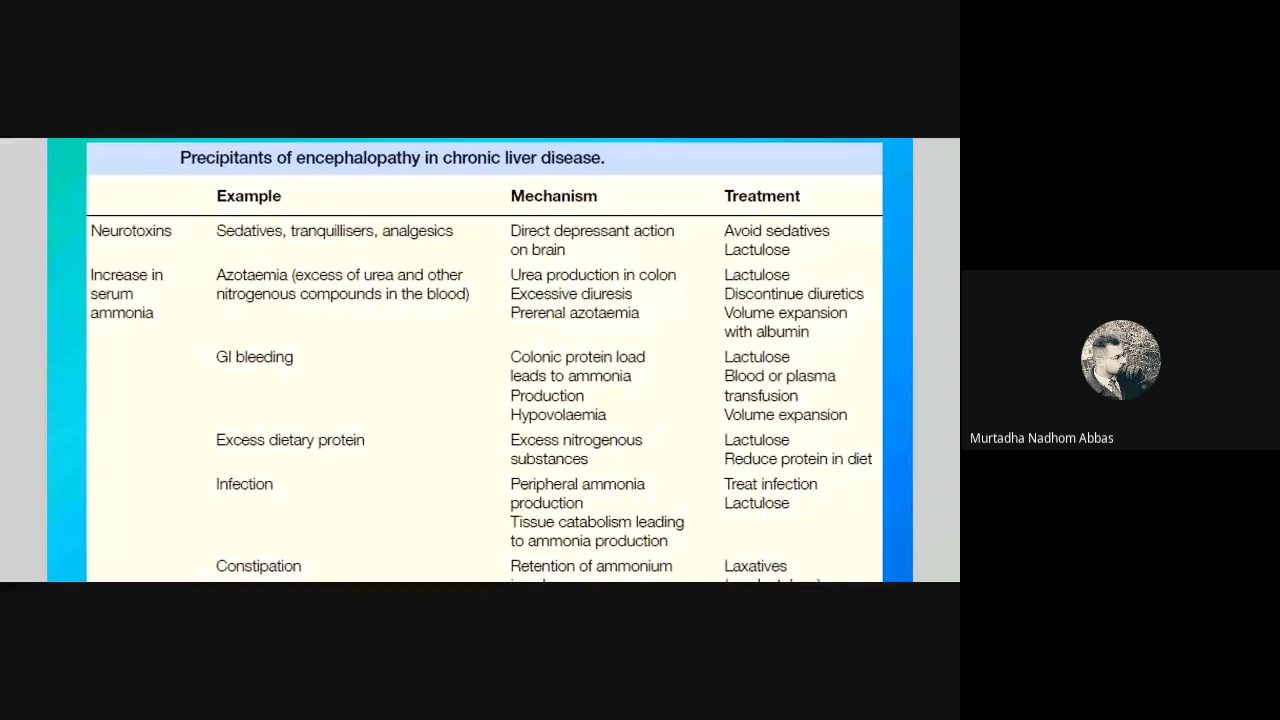 Precipitants of encephalopathy in chronic liver disease.
Example Mechanism Treatment
Neurotoxins Sedatives, tranquillisers, analgesics Direct depressant action Avoid sedatives
on brain Lactulose
Increase in Azotaemia (excess of urea and other Urea production in colon Lactulose
serum nitrogenous compounds in the blood) Excessive diuresis Discontinue diuretics
ammonia Prerenal azotaemia Volume expansion
with albumin
GI bleeding Colonic protein load Lactulose
leads to ammonia Blood or plasma
Production transfusion
Hypovolaemia Volume expansion
Excess dietary protein Excess nitrogenous Lactulose
substances Reduce protein in diet
Infection Peripheral ammonia Treat infection
production Lactulose
Tissue catabolism leading
to ammonia production
Constipation Retention of ammonium Laxatives
Murtadha Nadhom Abbas